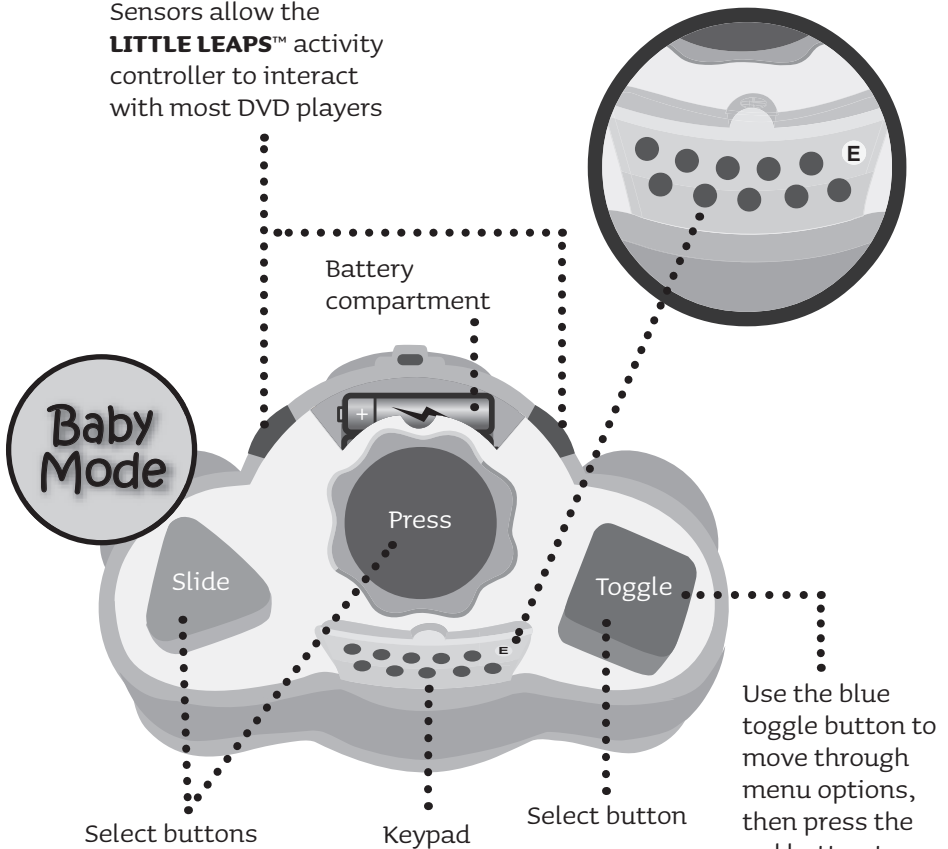 Sensors allow the
LITTLE LEAPS™ activity
controller to interact
with most DVD players
E
Battery
compartment
+
Baby
Mode
Press
Slide
Toggle
E
Use the blue
toggle button to
move through
menu options,
then press the
Select buttons
Keypad
Select button